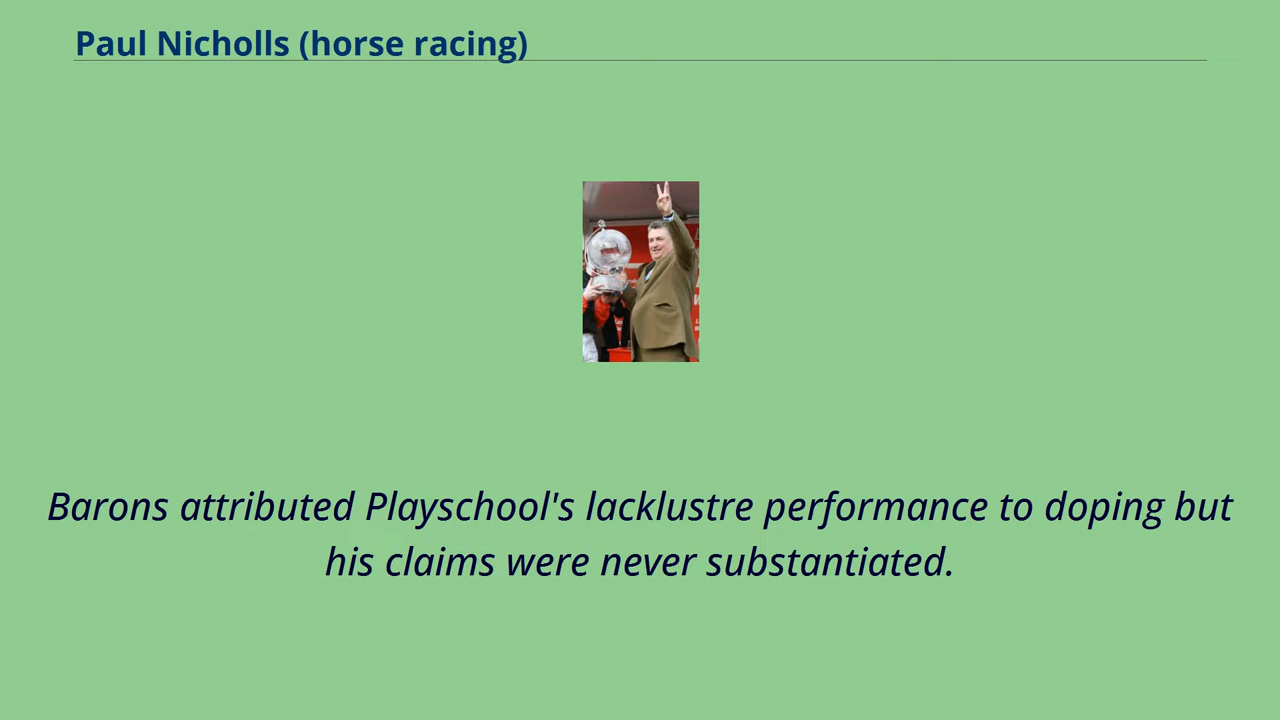 Paul Nicholls (horse racing)
Barons attributed Playschool's lacklustre performance to doping but
his claims were never substantiated.